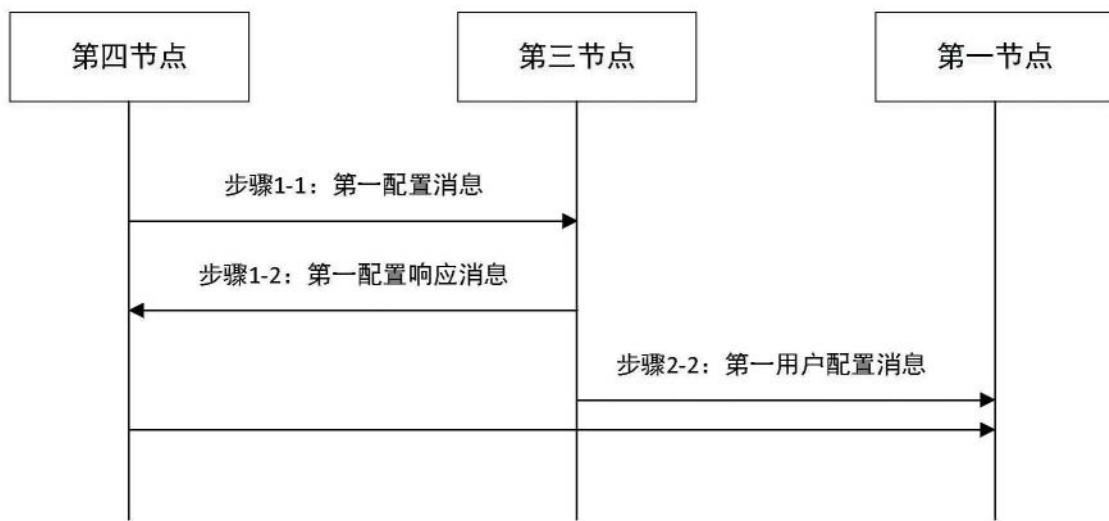 第四节点
第三节点
第一节点
步骤1-1：第一配置消息
步骤1-2：第一配置响应消息
步骤2-2：第一用户配置消息